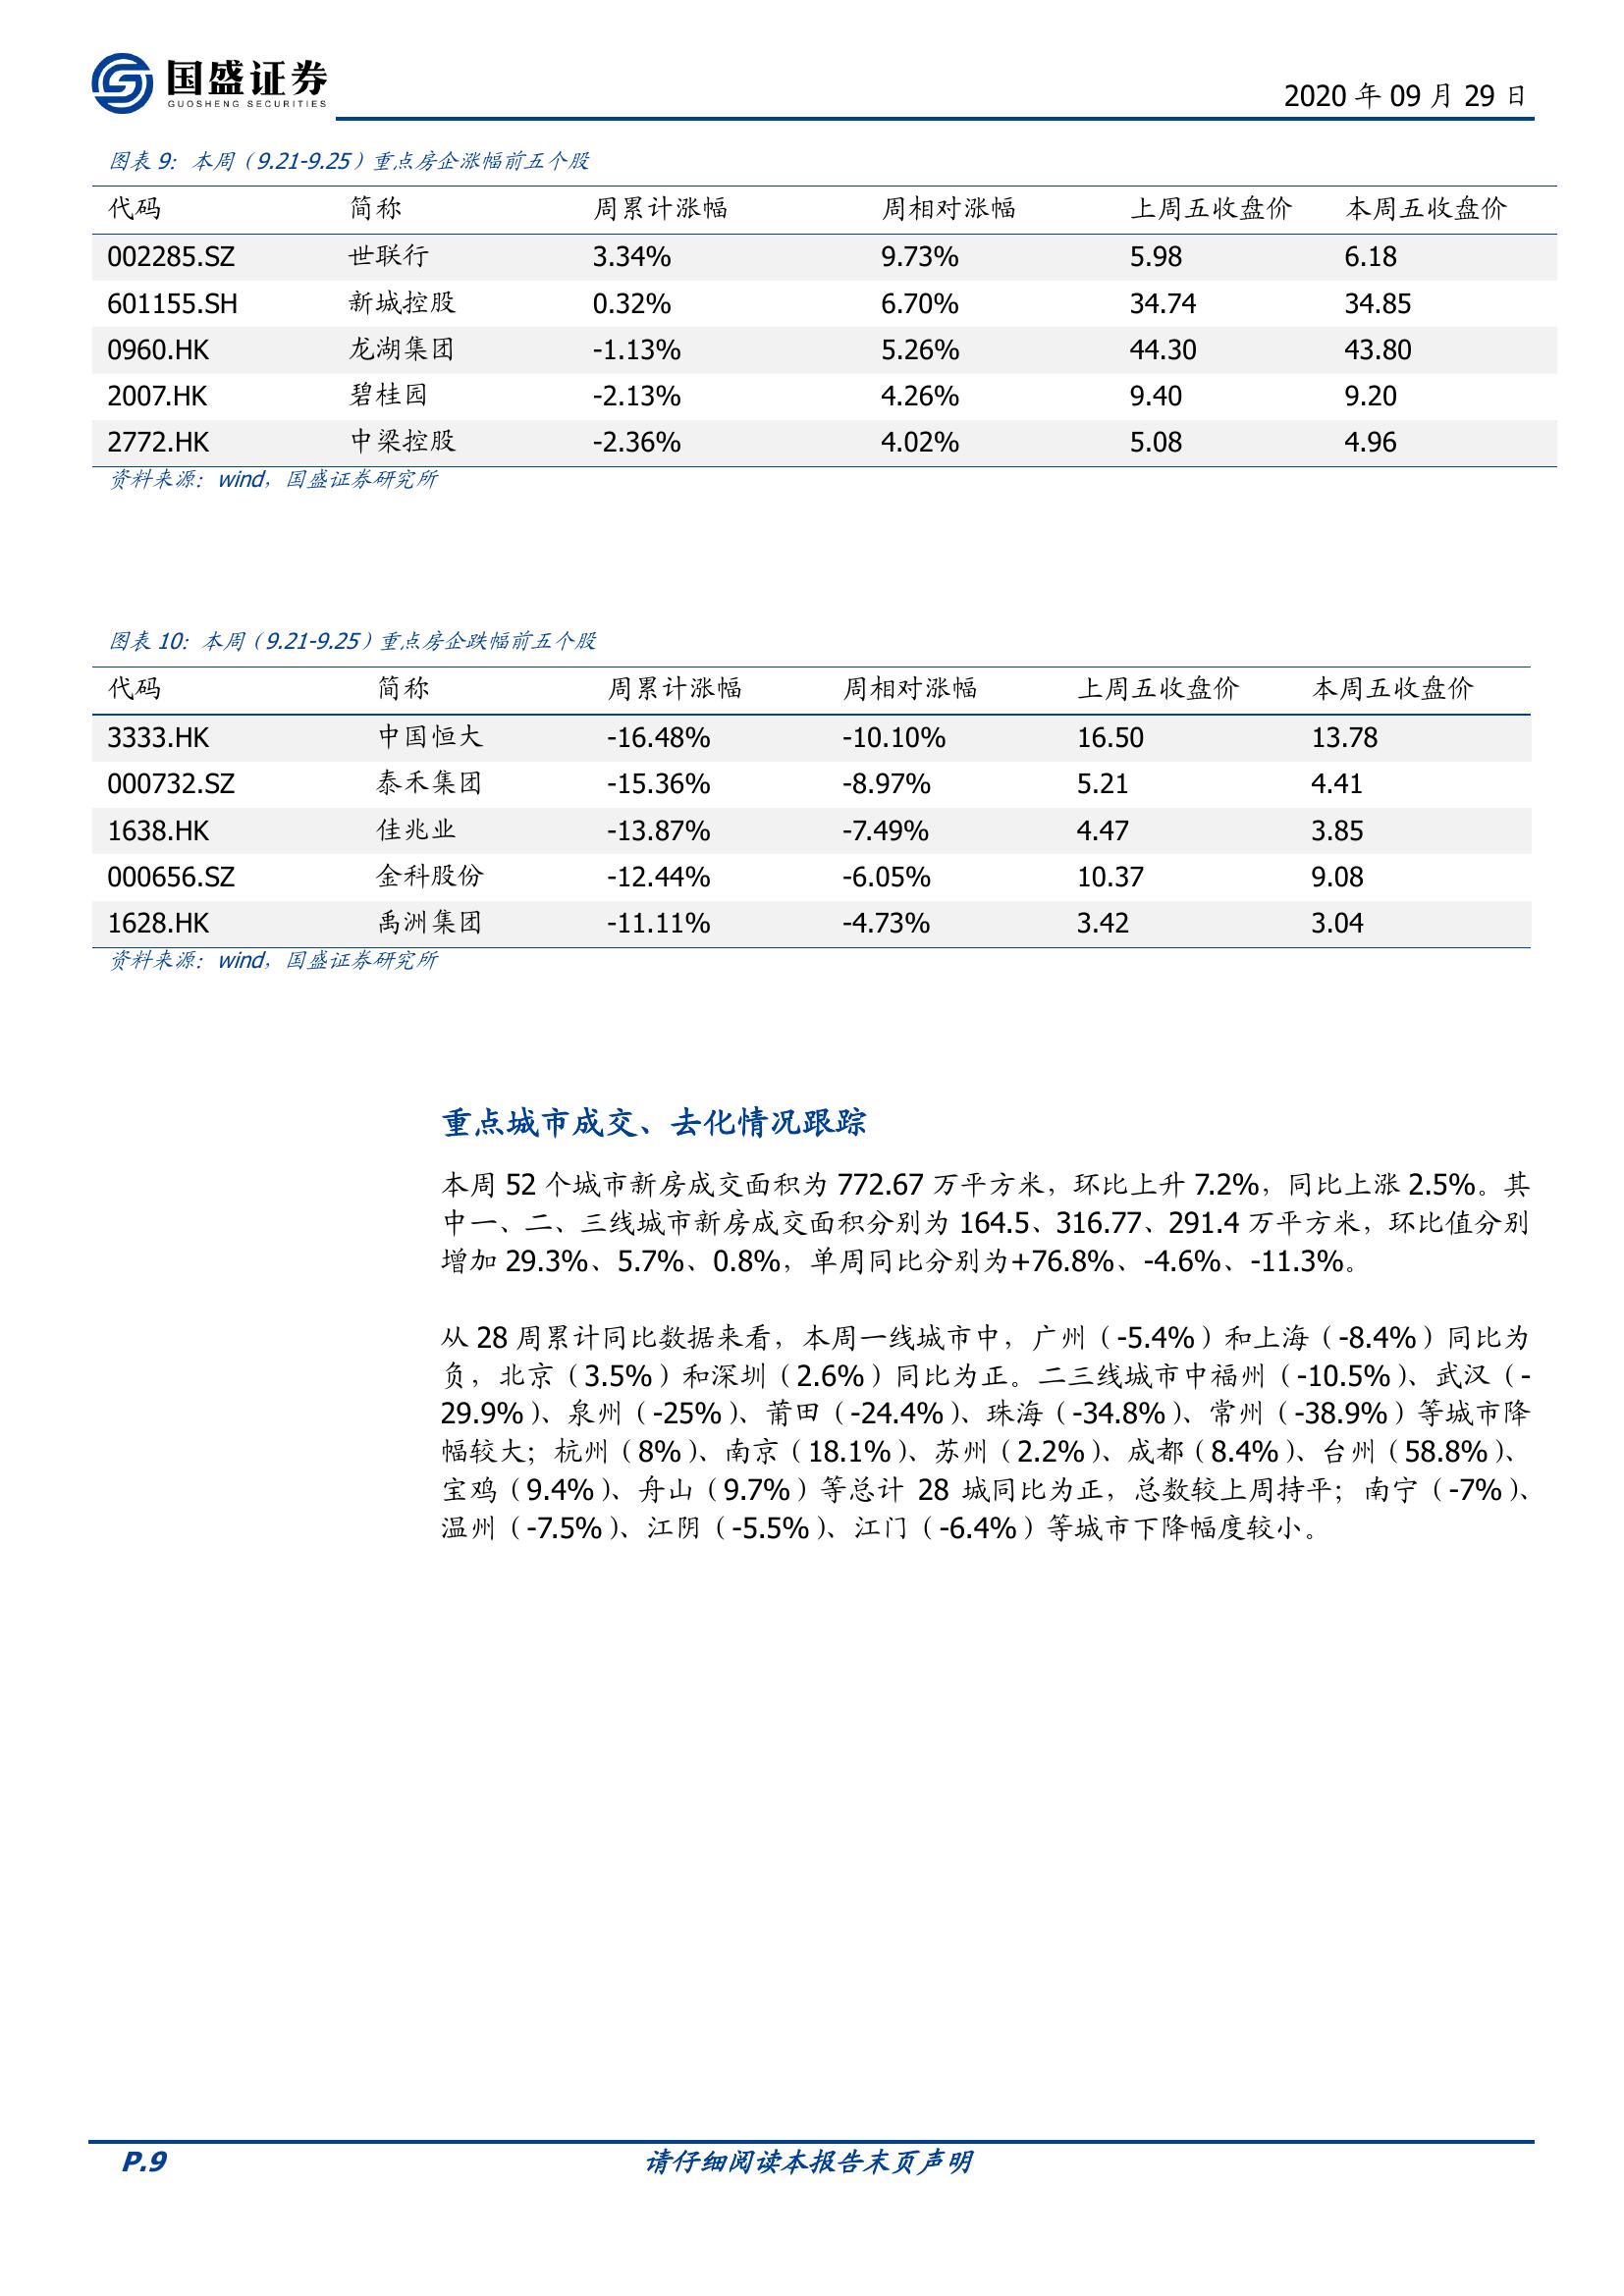 国盛证券
GUOSHENG SECURITIES
2020 年 09 月 29 日
图表 9：本周（9.21-9.25）重点房企涨幅前五个股
代码 简称 周累计涨幅 周相对涨幅 上周五收盘价 本周五收盘价
002285.SZ 世联行 3.34% 9.73% 5.98 6.18
601155.SH 新城控股 0.32% 6.70% 34.74 34.85
0960.HK 龙湖集团 -1.13% 5.26% 44.30 43.80
2007.HK 碧桂园 -2.13% 4.26% 9.40 9.20
2772.HK 中梁控股 -2.36% 4.02% 5.08 4.96
资料来源：wind，国盛证券研究所
图表 10：本周（9.21-9.25）重点房企跌幅前五个股
代码 简称 周累计涨幅 周相对涨幅 上周五收盘价 本周五收盘价
3333.HK 中国恒大 -16.48% -10.10% 16.50 13.78
000732.SZ 泰禾集团 -15.36% -8.97% 5.21 4.41
1638.HK 佳兆业 -13.87% -7.49% 4.47 3.85
000656.SZ 金科股份 -12.44% -6.05% 10.37 9.08
1628.HK 禹洲集团 -11.11% -4.73% 3.42 3.04
资料来源：wind，国盛证券研究所
重点城市成交、去化情况跟踪
本周 52 个城市新房成交面积为 772.67 万平方米，环比上升 7.2%，同比上涨 2.5%。其
中一、二、三线城市新房成交面积分别为 164.5、316.77、291.4 万平方米，环比值分别
增加 29.3%、5.7%、0.8%，单周同比分别为+76.8%、-4.6%、-11.3%。
从 28 周累计同比数据来看，本周一线城市中，广州（-5.4%）和上海（-8.4%）同比为
负，北京（3.5%）和深圳（2.6%）同比为正。二三线城市中福州（-10.5%）、武汉（-
29.9%）、泉州（-25%）、莆田（-24.4%）、珠海（-34.8%）、常州（-38.9%）等城市降
幅较大；杭州（8%）、南京（18.1%）、苏州（2.2%）、成都（8.4%）、台州（58.8%）、
宝鸡（9.4%）、舟山（9.7%）等总计 28 城同比为正，总数较上周持平；南宁（-7%）、
温州（-7.5%）、江阴（-5.5%）、江门（-6.4%）等城市下降幅度较小。
P.9 请仔细阅读本报告末页声明